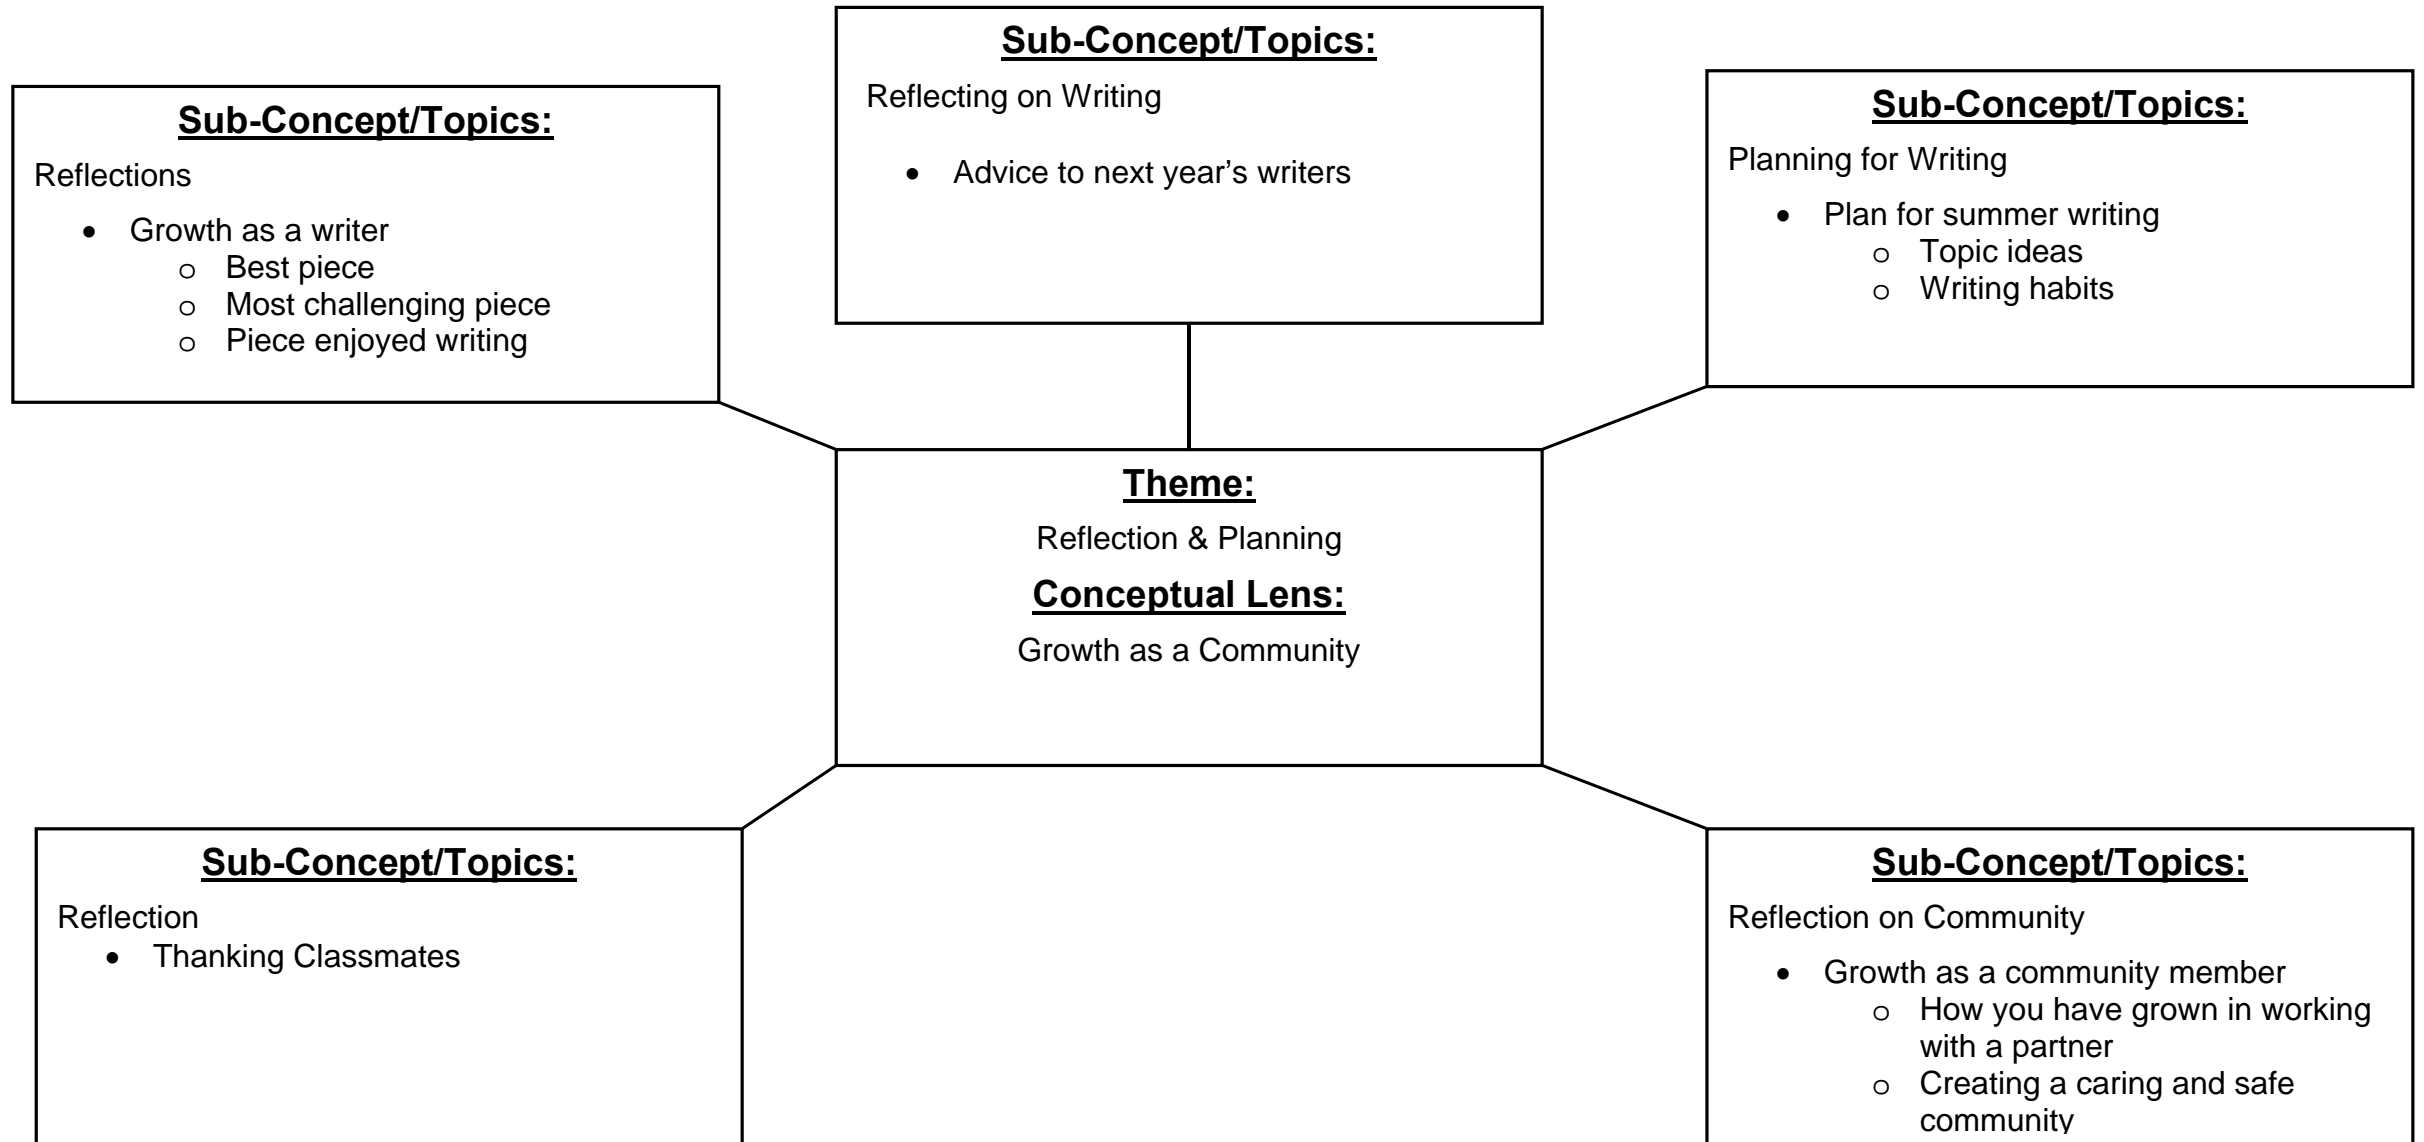 Sub-Concept/Topics:
Reflections
• Growth as a writer
o Best piece
o Most challenging piece
o Piece enjoyed writing
Sub-Concept/Topics:
Reflecting on Writing
• Advice to next year’s writers
Sub-Concept/Topics:
Planning for Writing
• Plan for summer writing
o Topic ideas
o Writing habits
Theme:
Reflection & Planning
Conceptual Lens:
Growth as a Community
Sub-Concept/Topics:
Reflection
• Thanking Classmates
Sub-Concept/Topics:
Reflection on Community
• Growth as a community member
o How you have grown in working
with a partner
o Creating a caring and safe
community